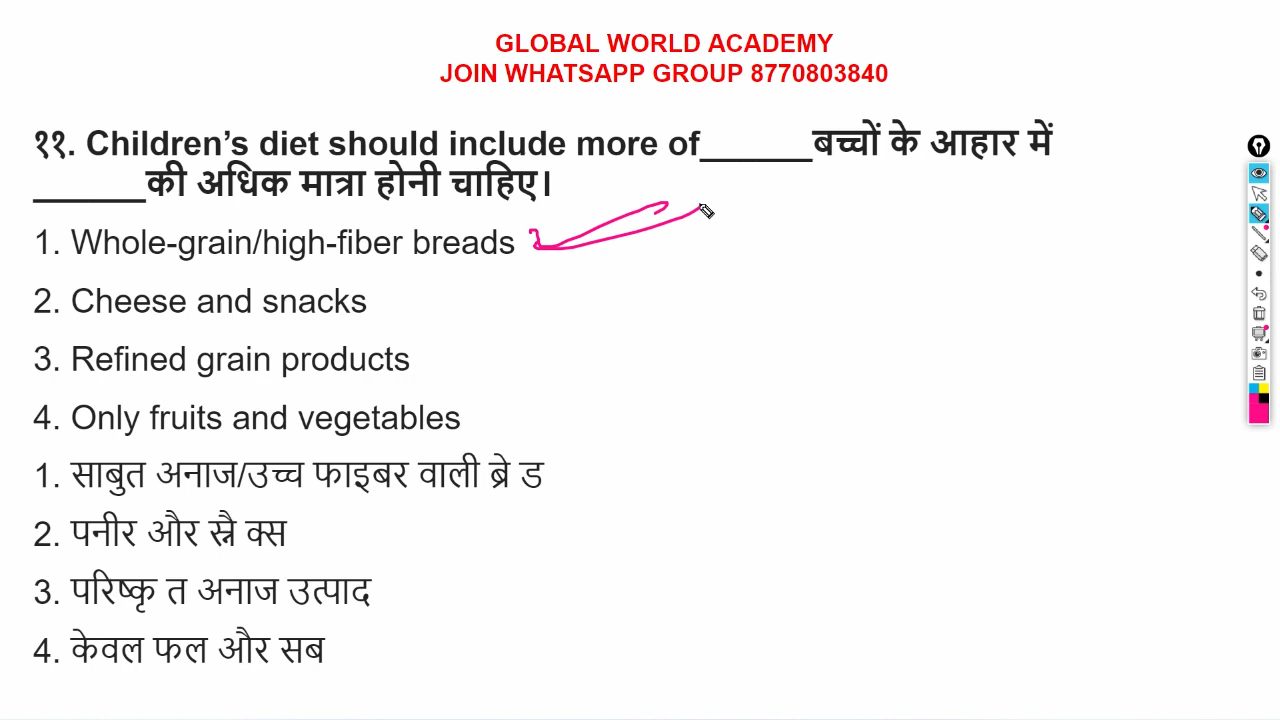 GLOBAL WORLD ACADEMY
JOIN WHATSAPP GROUP 8770803840
११. Children’s diet should include more of______बच्चों के आहार में
______की अधिक मात्रा होनी चाहिए।
1. Whole-grain/high-fiber breads
2. Cheese and snacks
3. Refined grain products
4. Only fruits and vegetables
1. साबुत अनाज/उच्च फाइबर वाली ब्रे ड
2. पनीर और स्नै क्स
3. परिष्कृ त अनाज उत्पाद
4. केवल फल और सब